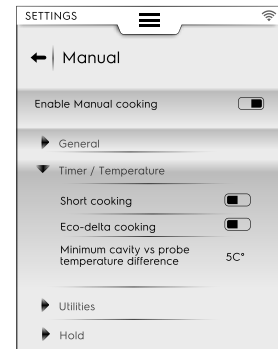 SETTINGS
Manual
Enable Manual cooking
General
Timer / Temperature
Short cooking
Eco-delta cooking
Minimum cavity vs probe
temperature difference
5C°
Utilities
Hold